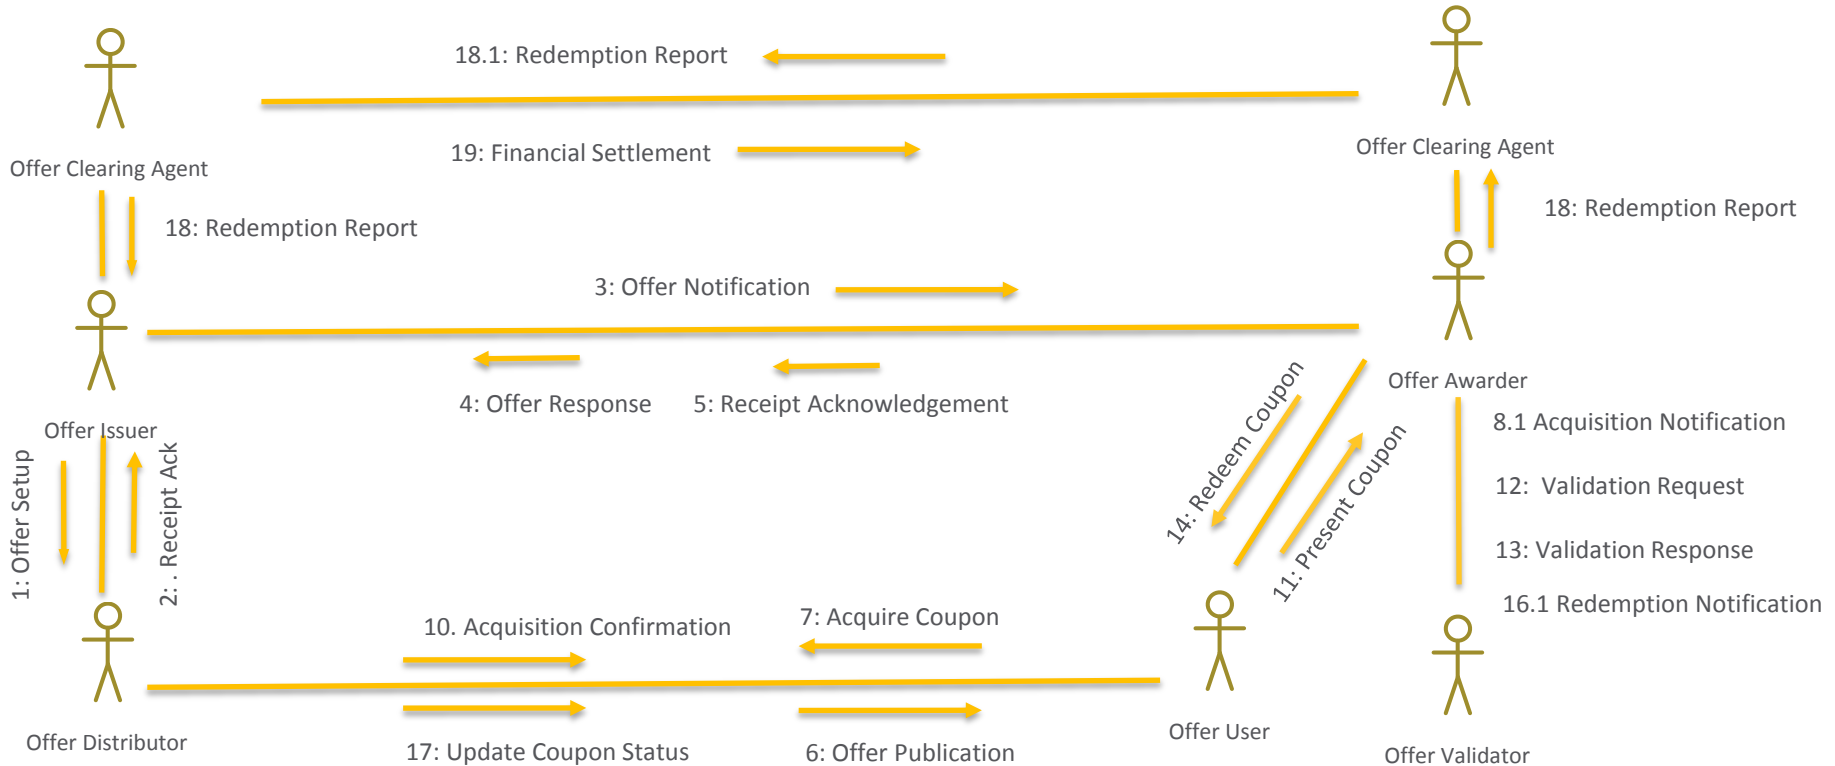 18.1: Redemption Report
Offer Clearing Agent
19: Financial Settlement
Offer Clearing Agent
18: Redemption Report
18: Redemption Report
3: Offer Notification
Offer Awarder
4: Offer Response
5: Receipt Acknowledgement
Offer Issuer
8.1 Acquisition Notification
1: Offer Setup
2: . Receipt Ack
14: Redeem Coupon
11: Present Coupon
12:  Validation Request
13: Validation Response
16.1 Redemption Notification
10. Acquisition Confirmation
7: Acquire Coupon
Offer Distributor
Offer User
17: Update Coupon Status
6: Offer Publication
Offer Validator